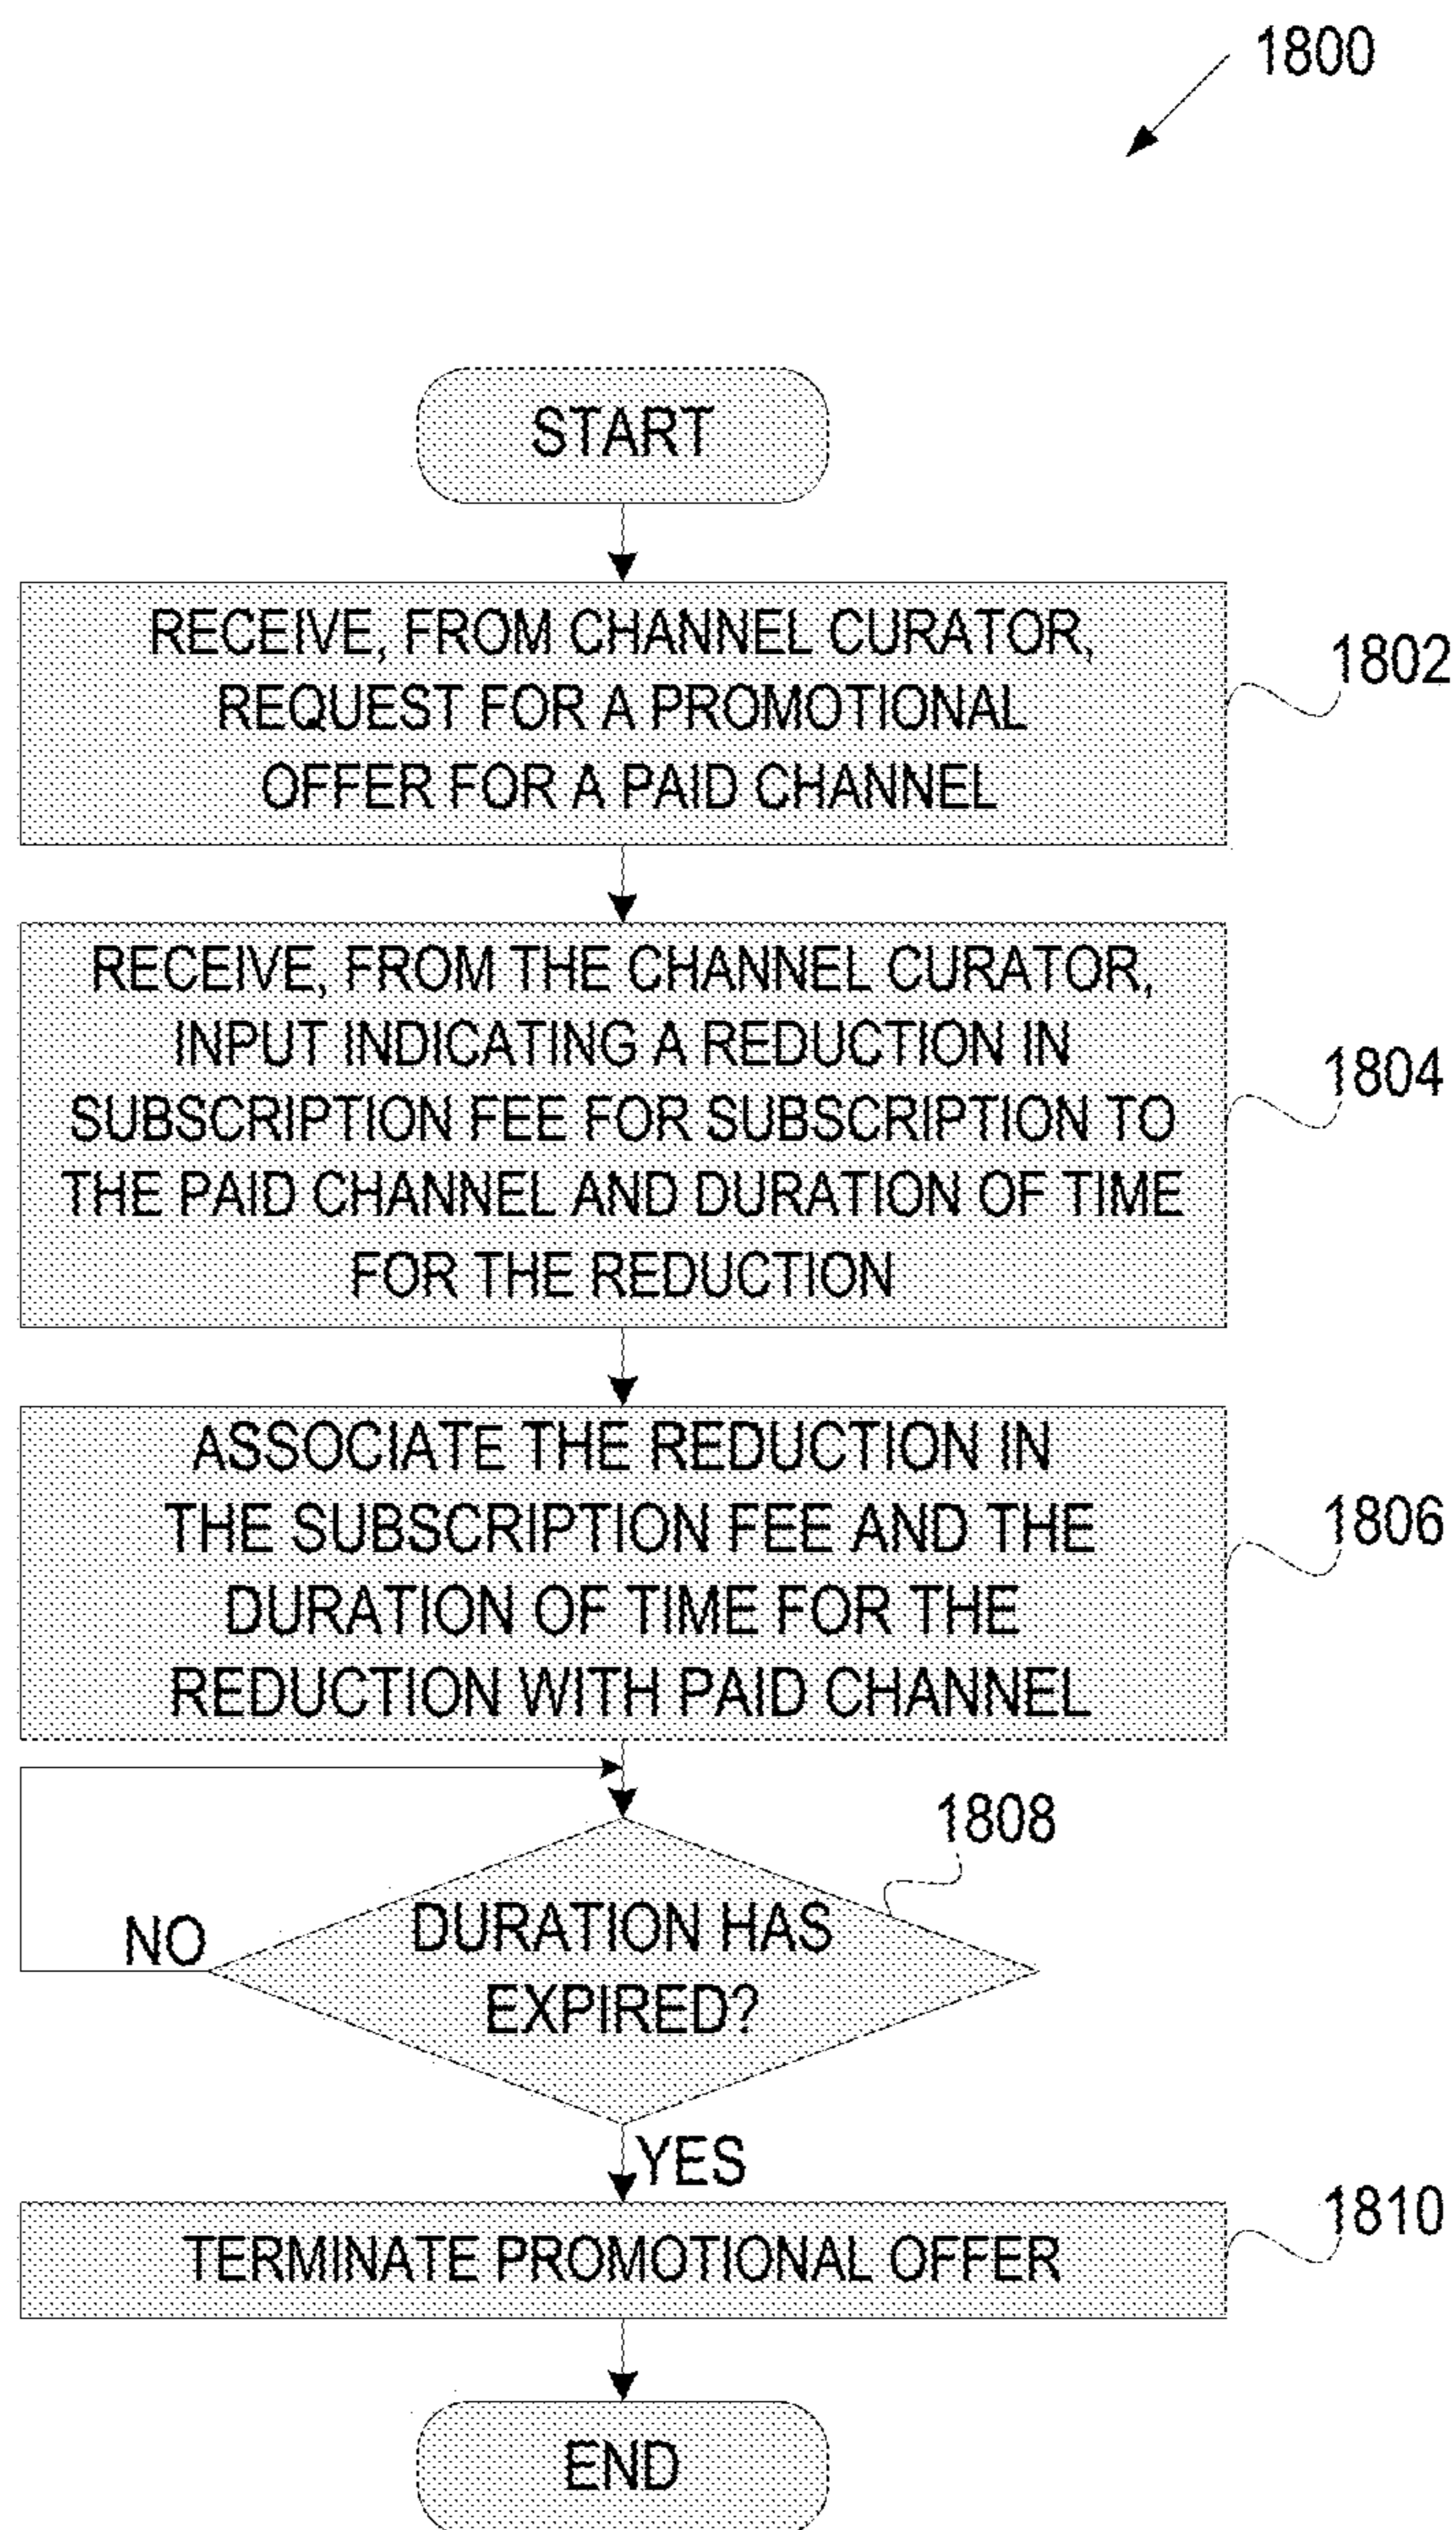 1800
START
RECEIVE, FROM CHANNEL CURATOR,
REQUEST FOR A PROMOTIONAL
OFFER FOR A PAID CHANNEL
1802
RECEIVE, FROM THE CHANNEL CURATOR,
INPUT INDICATING A REDUCTION IN
SUBSCRIPTION FEE FOR SUBSCRIPTION TO
THE PAID CHANNEL AND DURATION OF TIME
FOR THE REDUCTION
1804
ASSOCIATE THE REDUCTION IN
THE SUBSCRIPTION FEE AND THE
DURATION OF TIME FOR THE
REDUCTION WITH PAID CHANNEL
1806
1808
DURATION HAS
EXPIRED?
NO
YES
TERMINATE PROMOTIONAL OFFER
1810
END